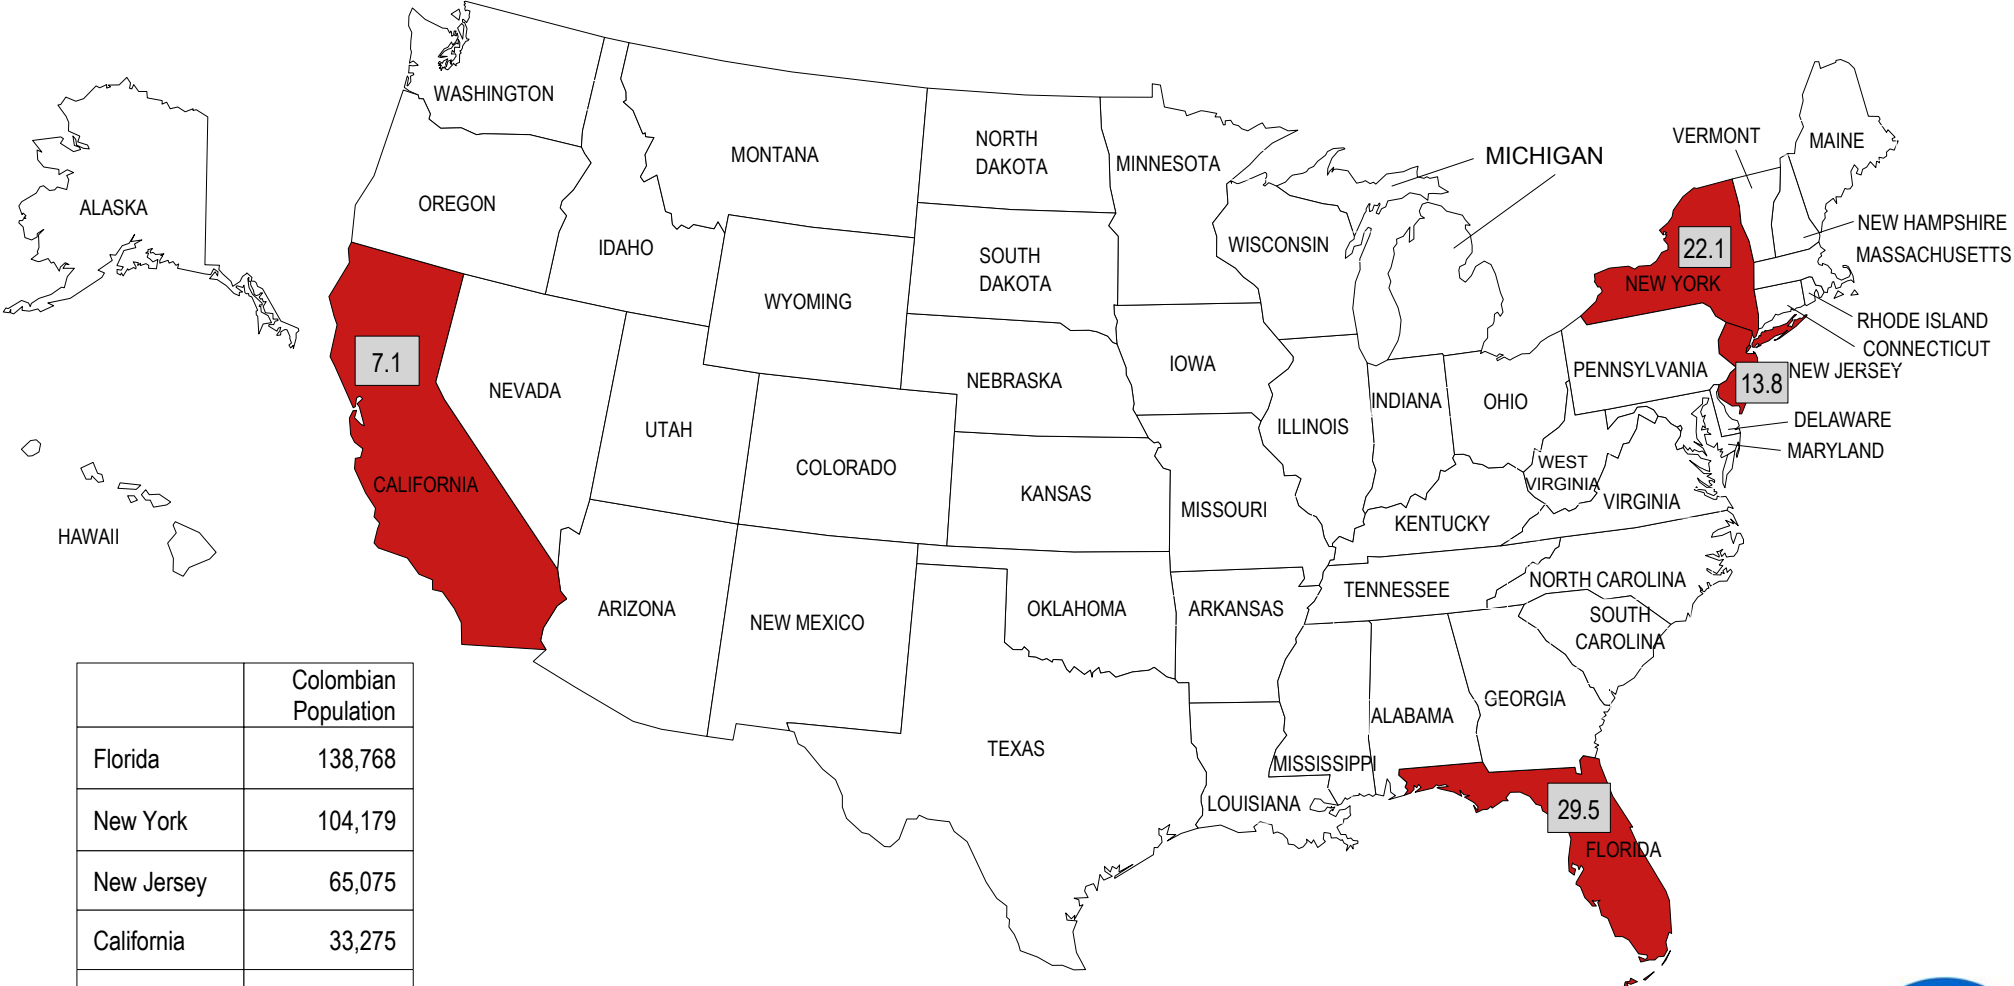 WASHINGTON
MONTANA
NORTH
DAKOTA
MINNESOTA
MICHIGAN
VERMONT
MAINE
ALASKA
OREGON
IDAHO
SOUTH
DAKOTA
WISCONSIN
22.1
NEW YORK
NEW HAMPSHIRE
MASSACHUSETTS
WYOMING
RHODE ISLAND
CONNECTICUT
7.1
NEVADA
NEBRASKA
IOWA
PENNSYLVANIA
NEW JERSEY
13.8
UTAH
COLORADO
ILLINOIS
INDIANA
OHIO
DELAWARE
MARYLAND
CALIFORNIA
KANSAS
MISSOURI
WEST
VIRGINIA
VIRGINIA
KENTUCKY
HAWAII
ARIZONA
NEW MEXICO
OKLAHOMA
ARKANSAS
TENNESSEE
NORTH CAROLINA
SOUTH
CAROLINA
TEXAS
MISSISSIPPI
ALABAMA
GEORGIA
LOUISIANA
29.5
FLORIDA
Colombian
Population
Florida 138,768
New York 104,179
New Jersey 65,075
California 33,275